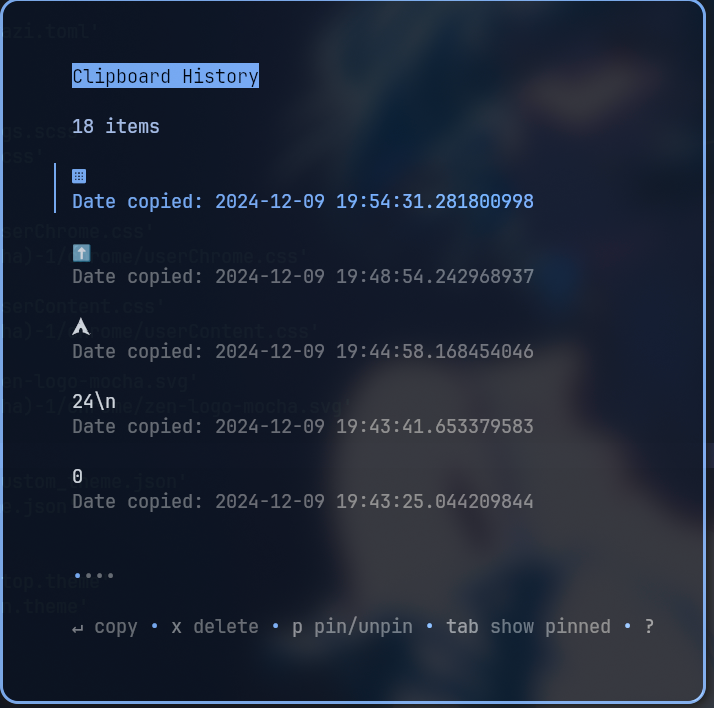 Clipboard History
18 items
Date copied: 2024-12-09 19:54:31.281800998
⬆️
Date copied: 2024-12-09 19:48:54.242968937
Date copied: 2024-12-09 19:44:58.168454046
24\n
Date copied: 2024-12-09 19:43:41.653379583
0
Date copied: 2024-12-09 19:43:25.044209844
••••
↵ copy • x delete • p pin/unpin • tab show pinned • ?